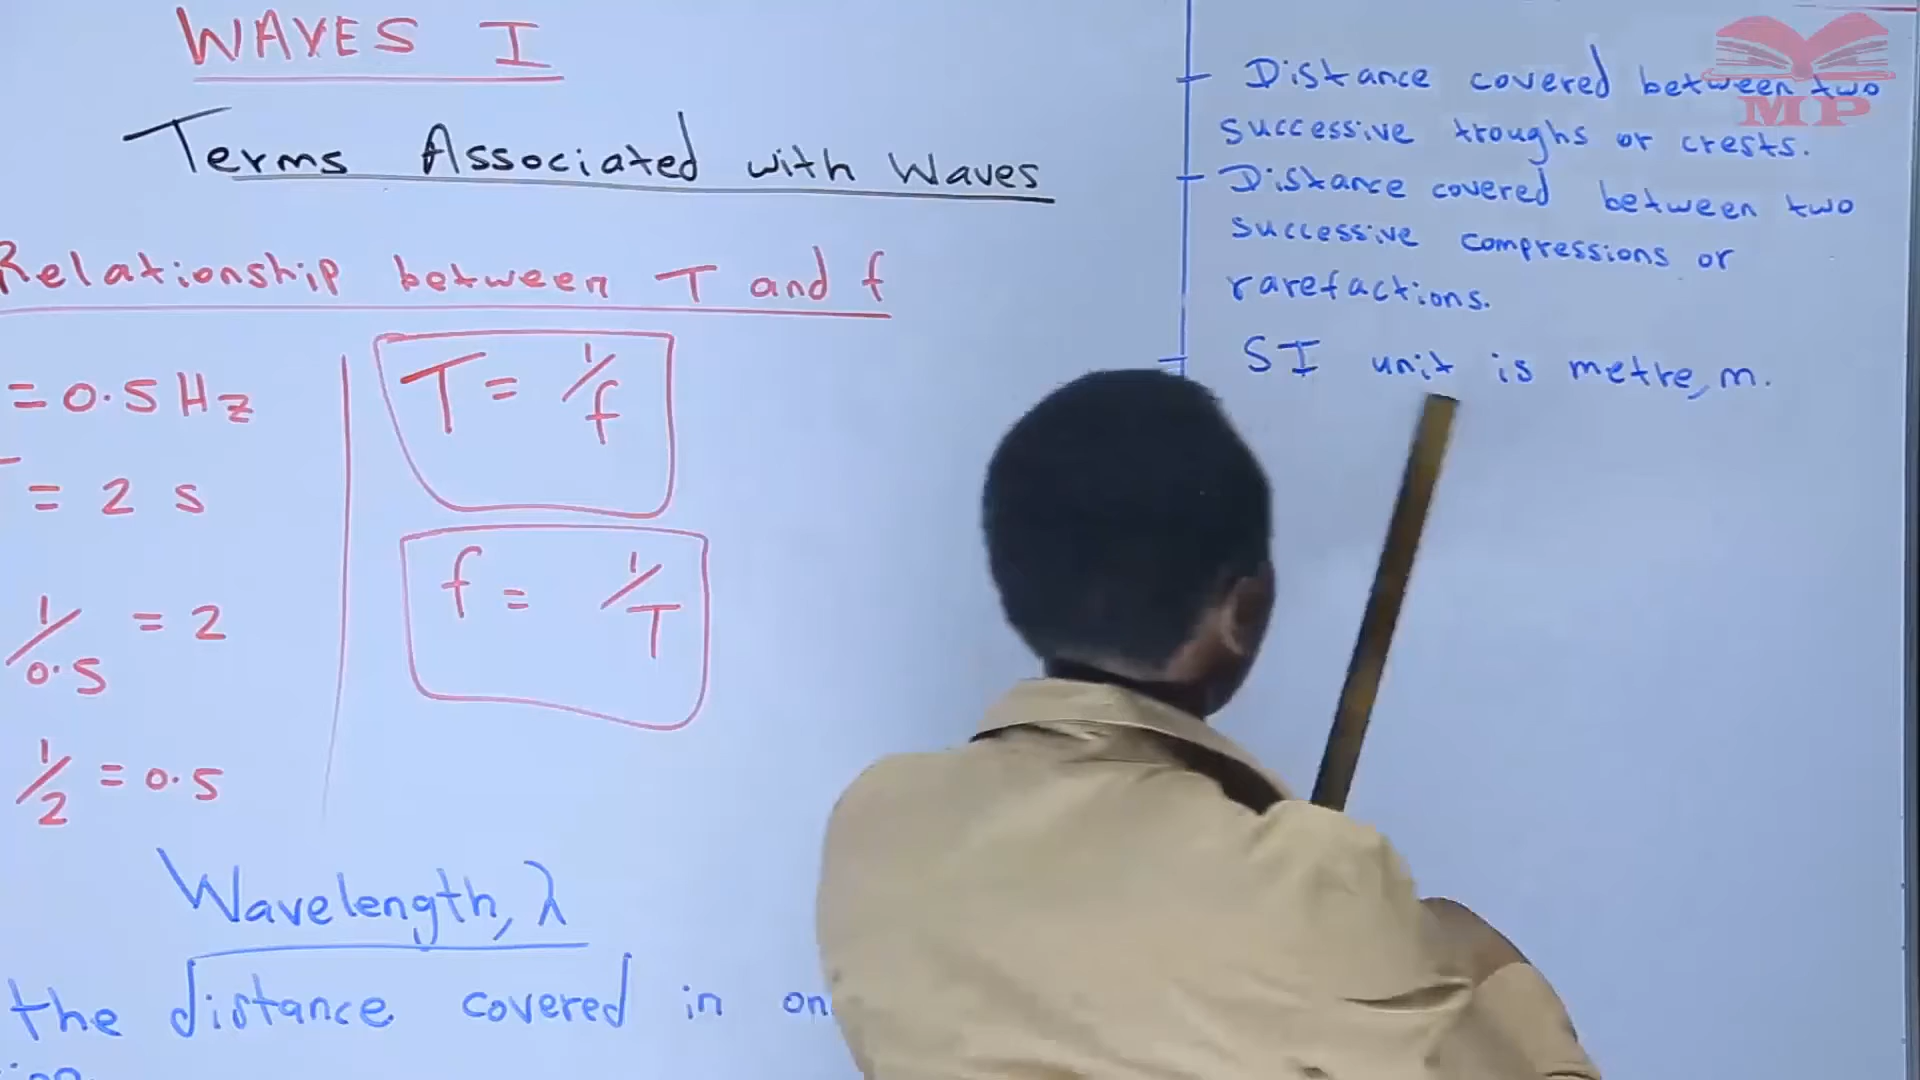 WAVES I
Terms Associated with Waves
Relationship between T and f
= 0.5 Hz
= 2 s
1/0.5 = 2
1/2 = 0.5
T = 1/f
f = 1/T
Wavelength, λ
the distance covered in
- Distance covered between two
successive troughs or crests.
- Distance covered between two
successive compressions or
rarefactions.
- SI unit is metre, m.
MP